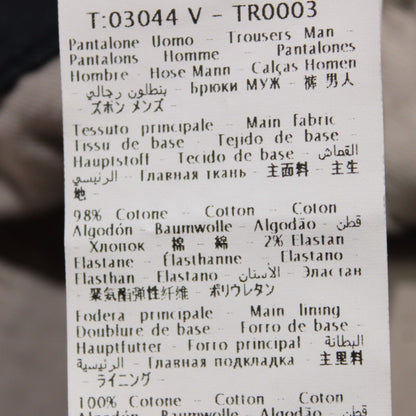 T:03044 V - TR0003
Pantalone Uomo - Trousers Man -
Pantalons Homme - Pantalones
Hombre - Hose Mann - Calças Homen
- بنطلون رجالي - Брюки МУЖ - 裤 男人
- ズボン メンズ -
Tessuto principale - Main fabric -
Tissu de base - Tejido de base -
Hauptstoff - Tecido de base - القماش
الرئيسي - Главная ткань - 主面料 - 主生
地 -
98% Cotone - Cotton - Coton -
Algodón - Baumwolle - Algodão - قطن
- Хлопок 棉 - 綿 - 2% Elastan -
Elastane - Élasthanne - Elastano -
Elasthan - Elastano - الأستان - Эластан
- 聚氨酯弹性纤维 - ポリウレタン
Fodera principale - Main lining -
Doublure de base - Forro de base -
Hauptfutter - Forro principal - البطانة
الرئيسية - Главная подкладка - 主里料
- ライニング -
100% Cotone - Cotton - Coton -
Algodón - Baumwolle - Algodão - قطن